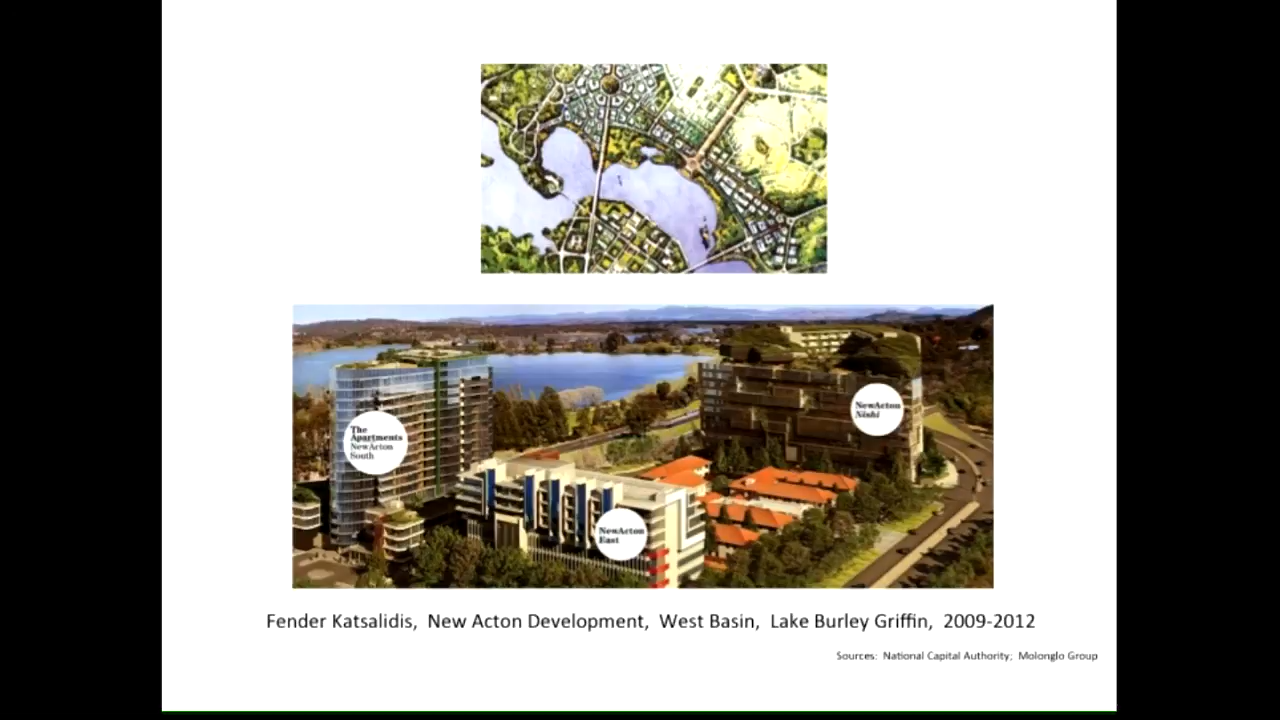 The
Apartments
NewActon
South
NewActon
Nishi
NewActon
East
Fender Katsalidis, New Acton Development, West Basin, Lake Burley Griffin, 2009-2012
Sources: National Capital Authority; Molonglo Group